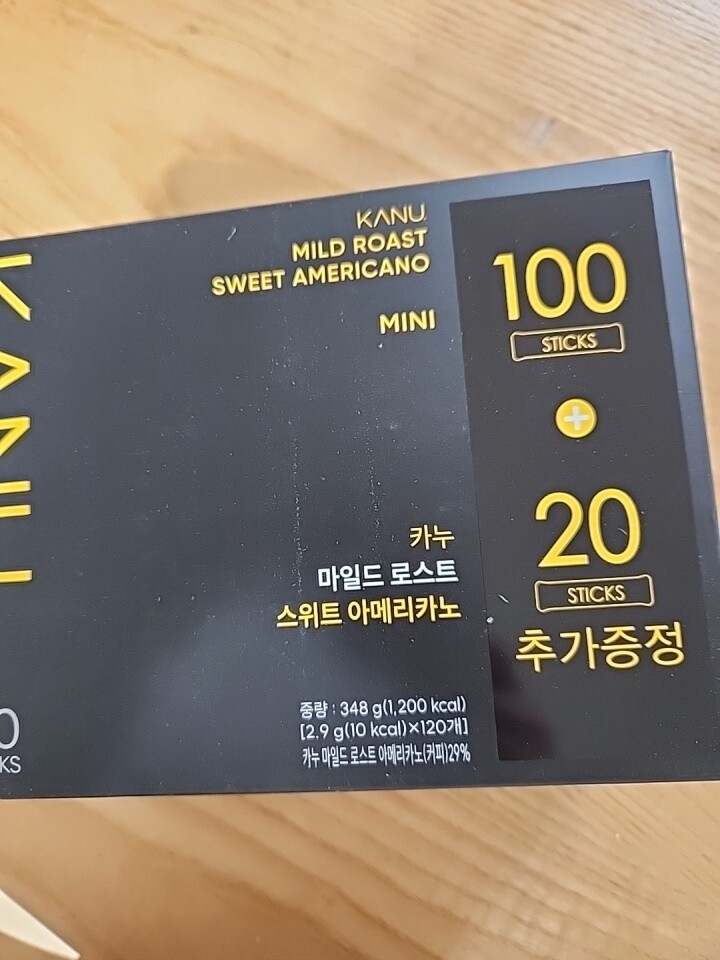 KANU
KANU
MILD ROAST
SWEET AMERICANO
MINI
카누
마일드 로스트
스위트 아메리카노
중량 : 348 g(1,200 kcal)
[2.9 g(10 kcal)×120개]
카누 마일드 로스트 아메리카노(커피)29%
100
STICKS
+
20
STICKS
추가증정